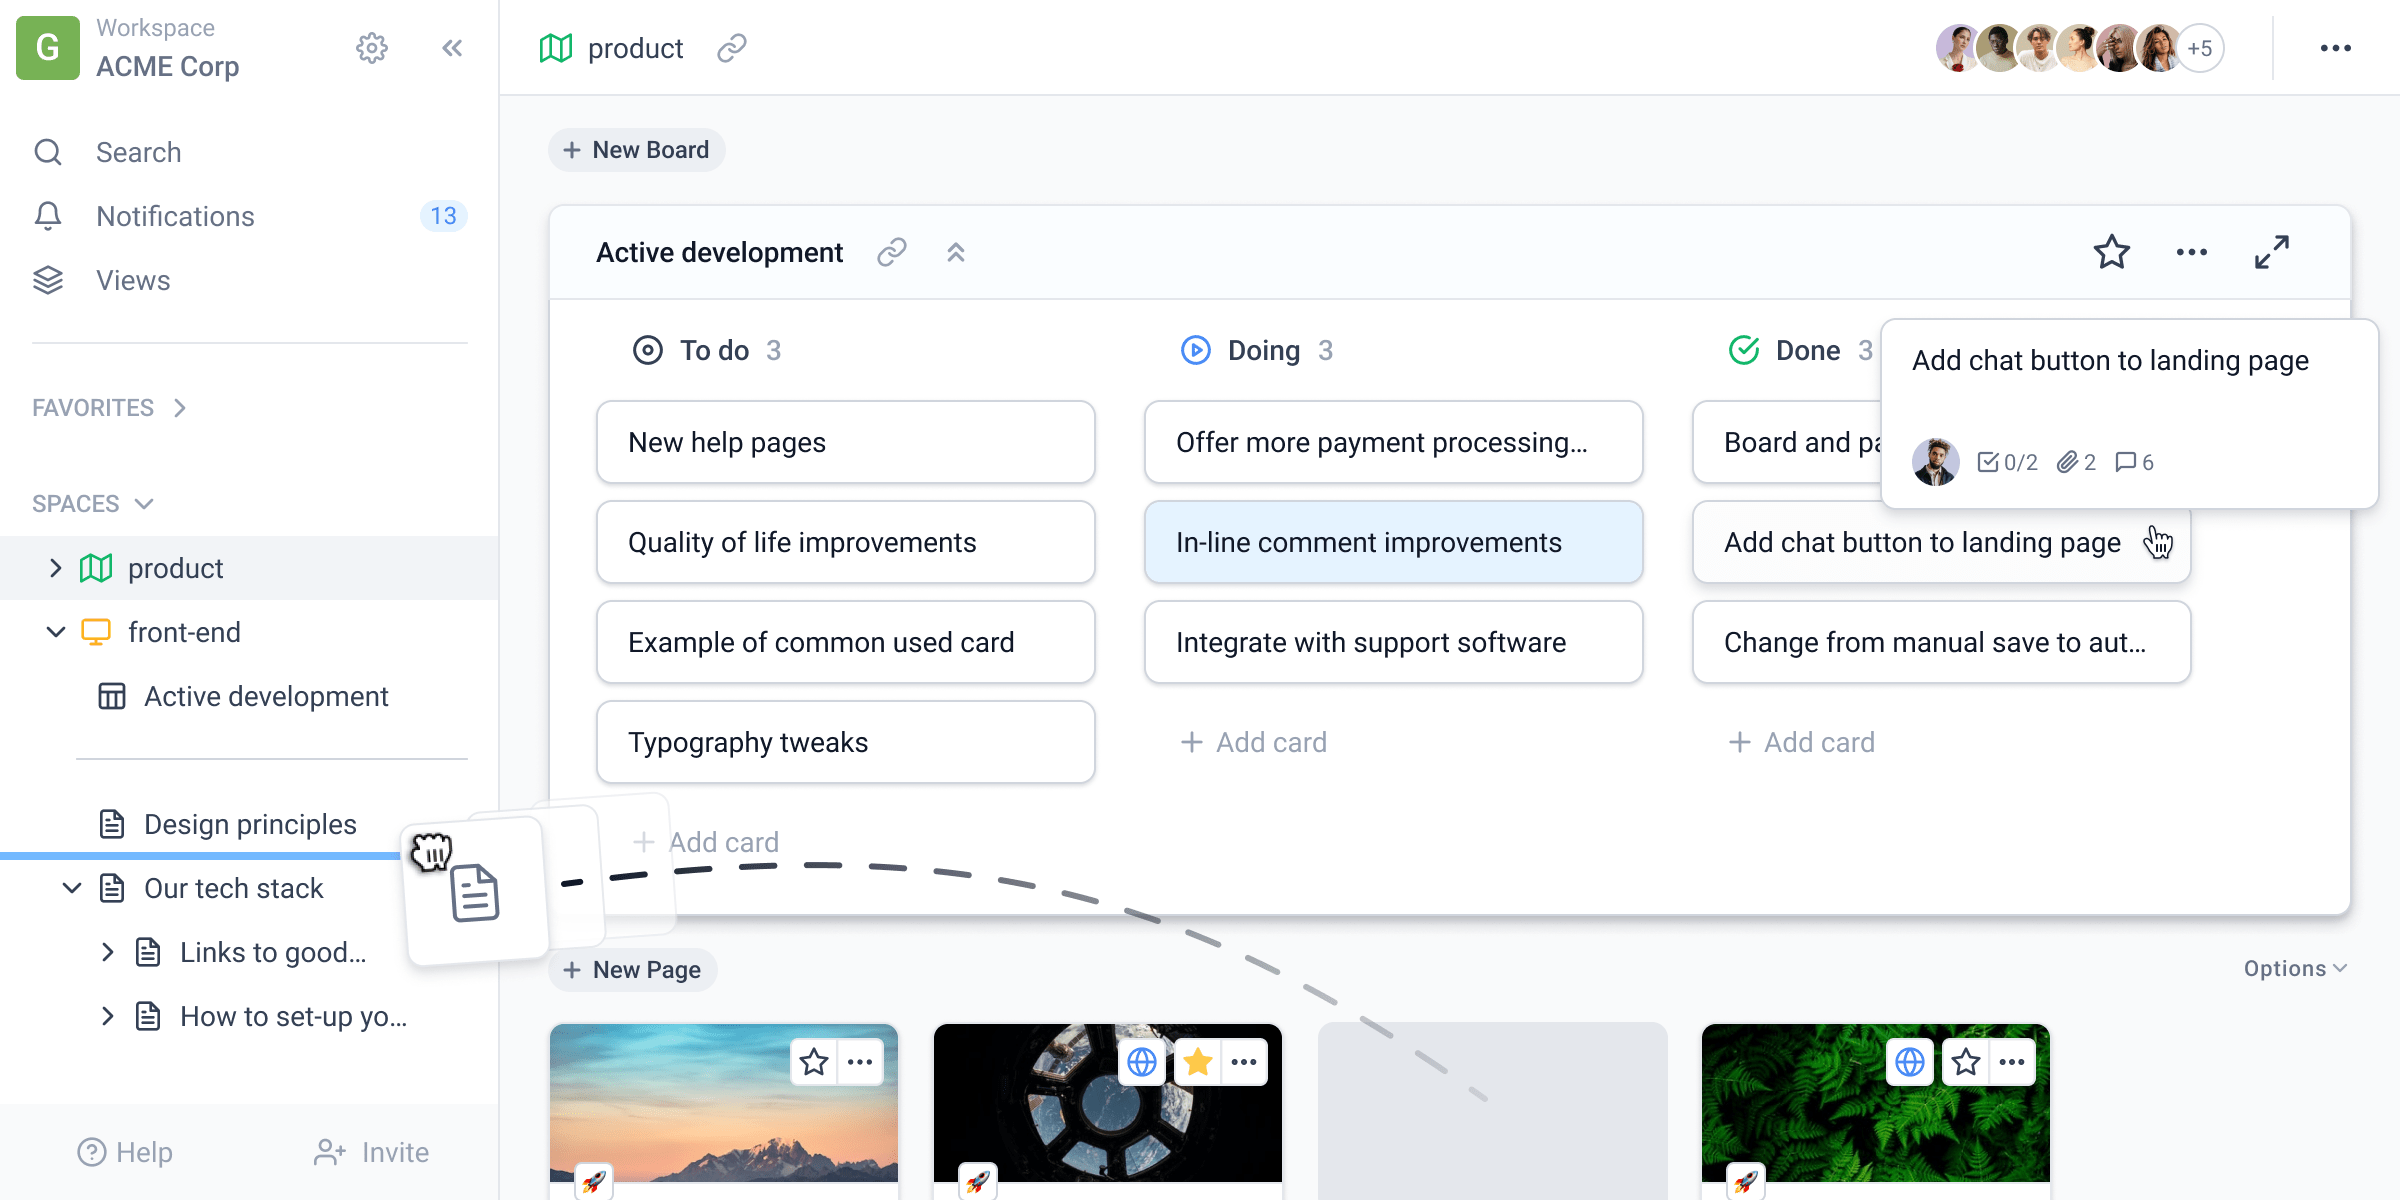 G
Workspace
ACME Corp
Search
Notifications 13
Views
FAVORITES
SPACES
product
front-end
Active development
Design principles
Our tech stack
Links to good...
How to set-up yo...
Help
Invite
product
+5
+ New Board
Active development
To do 3
New help pages
Quality of life improvements
Example of common used card
Typography tweaks
+ Add card
Doing 3
Offer more payment processing...
In-line comment improvements
Integrate with support software
+ Add card
Done 3
Board and pa
Add chat button to landing page
Change from manual save to aut...
+ Add card
Add chat button to landing page
0/2 2 6
+ New Page
Options